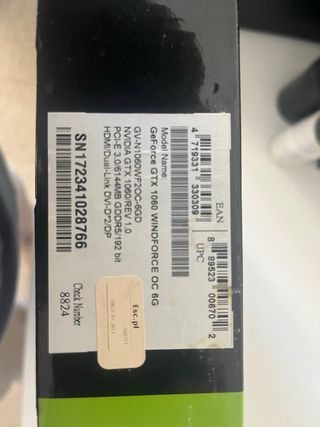 Model Name:
GeForce GTX 1060 WINDFORCE OC 6G
4 719331 330309
EAN
8 89523 00670 2
UPC
GV-N1060WF2OC-6GD
NVIDIA GTX 1060/REV 1.0
PCI-E 3.0/6144MB GDDR5/192 bit
HDMI/Dual-Link DVI-D*2/DP
SN172341028766
Check Number
8824
Esc.pl